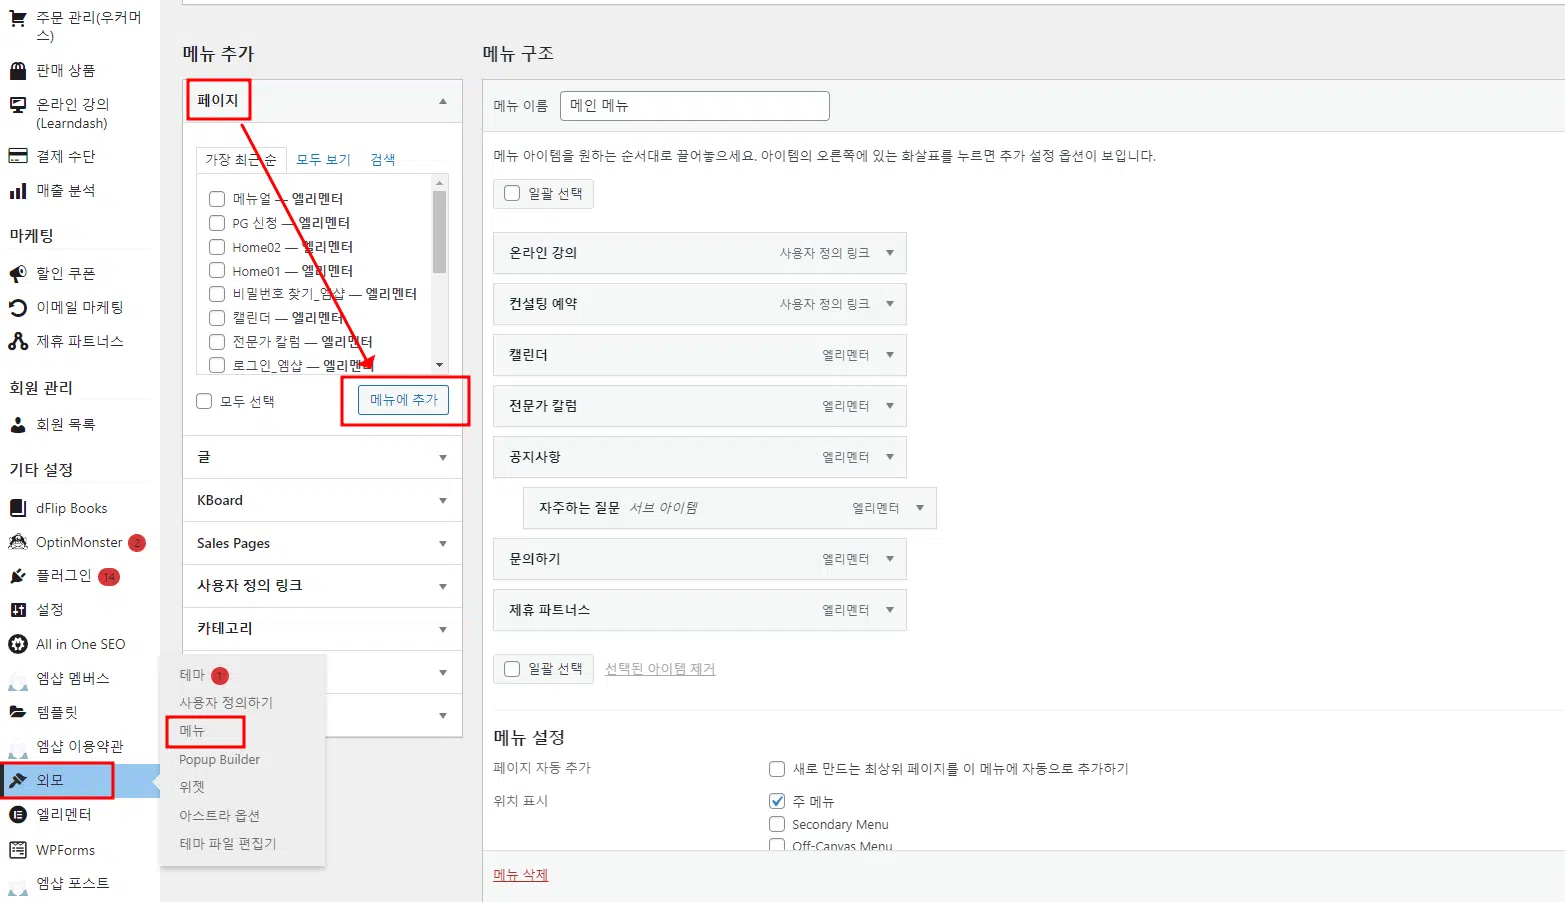 주문 관리(우커머
스)
판매 상품
온라인 강의
(Learndash)
결제 수단
매출 분석
마케팅
할인 쿠폰
이메일 마케팅
제휴 파트너스
회원 관리
회원 목록
기타 설정
dFlip Books
OptinMonster 2
플러그인 14
설정
All in One SEO
엠샵 멤버스
템플릿
엠샵 이용약관
외모
엘리멘터
WPForms
엠샵 포스트
테마 1
사용자 정의하기
메뉴
Popup Builder
위젯
아스트라 옵션
테마 파일 편집기
메뉴 추가
페이지
가장 최근 순 모두 보기 검색
메뉴얼 — 엘리멘터
PG 신청 — 엘리멘터
Home02 — 엘리멘터
Home01 — 엘리멘터
비밀번호 찾기_엠샵 — 엘리멘터
캘린더 — 엘리멘터
전문가 칼럼 — 엘리멘터
로그인_엠샵 — 엘리멘터
모두 선택 메뉴에 추가
글
KBoard
Sales Pages
사용자 정의 링크
카테고리
메뉴 구조
메뉴 이름 메인 메뉴
메뉴 아이템을 원하는 순서대로 끌어놓으세요. 아이템의 오른쪽에 있는 화살표를 누르면 추가 설정 옵션이 보입니다.
일괄 선택
온라인 강의 사용자 정의 링크
컨설팅 예약 사용자 정의 링크
캘린더 엘리멘터
전문가 칼럼 엘리멘터
공지사항 엘리멘터
자주하는 질문 서브 아이템 엘리멘터
문의하기 엘리멘터
제휴 파트너스 엘리멘터
일괄 선택 선택된 아이템 제거
메뉴 설정
페이지 자동 추가 새로 만드는 최상위 페이지를 이 메뉴에 자동으로 추가하기
위치 표시 주 메뉴
Secondary Menu
Off-Canvas Menu
메뉴 삭제